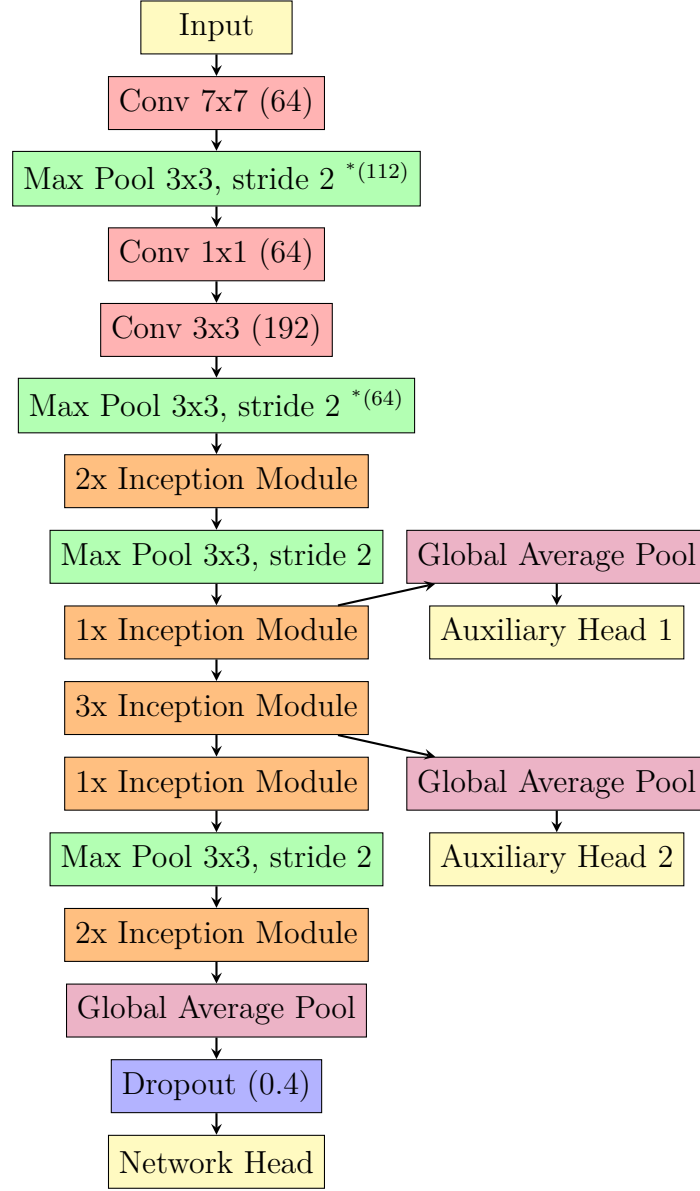 Input
Conv 7x7 (64)
Max Pool 3x3, stride 2 *(112)
Conv 1x1 (64)
Conv 3x3 (192)
Max Pool 3x3, stride 2 *(64)
2x Inception Module
Max Pool 3x3, stride 2
Global Average Pool
1x Inception Module
Auxiliary Head 1
3x Inception Module
1x Inception Module
Global Average Pool
Max Pool 3x3, stride 2
Auxiliary Head 2
2x Inception Module
Global Average Pool
Dropout (0.4)
Network Head